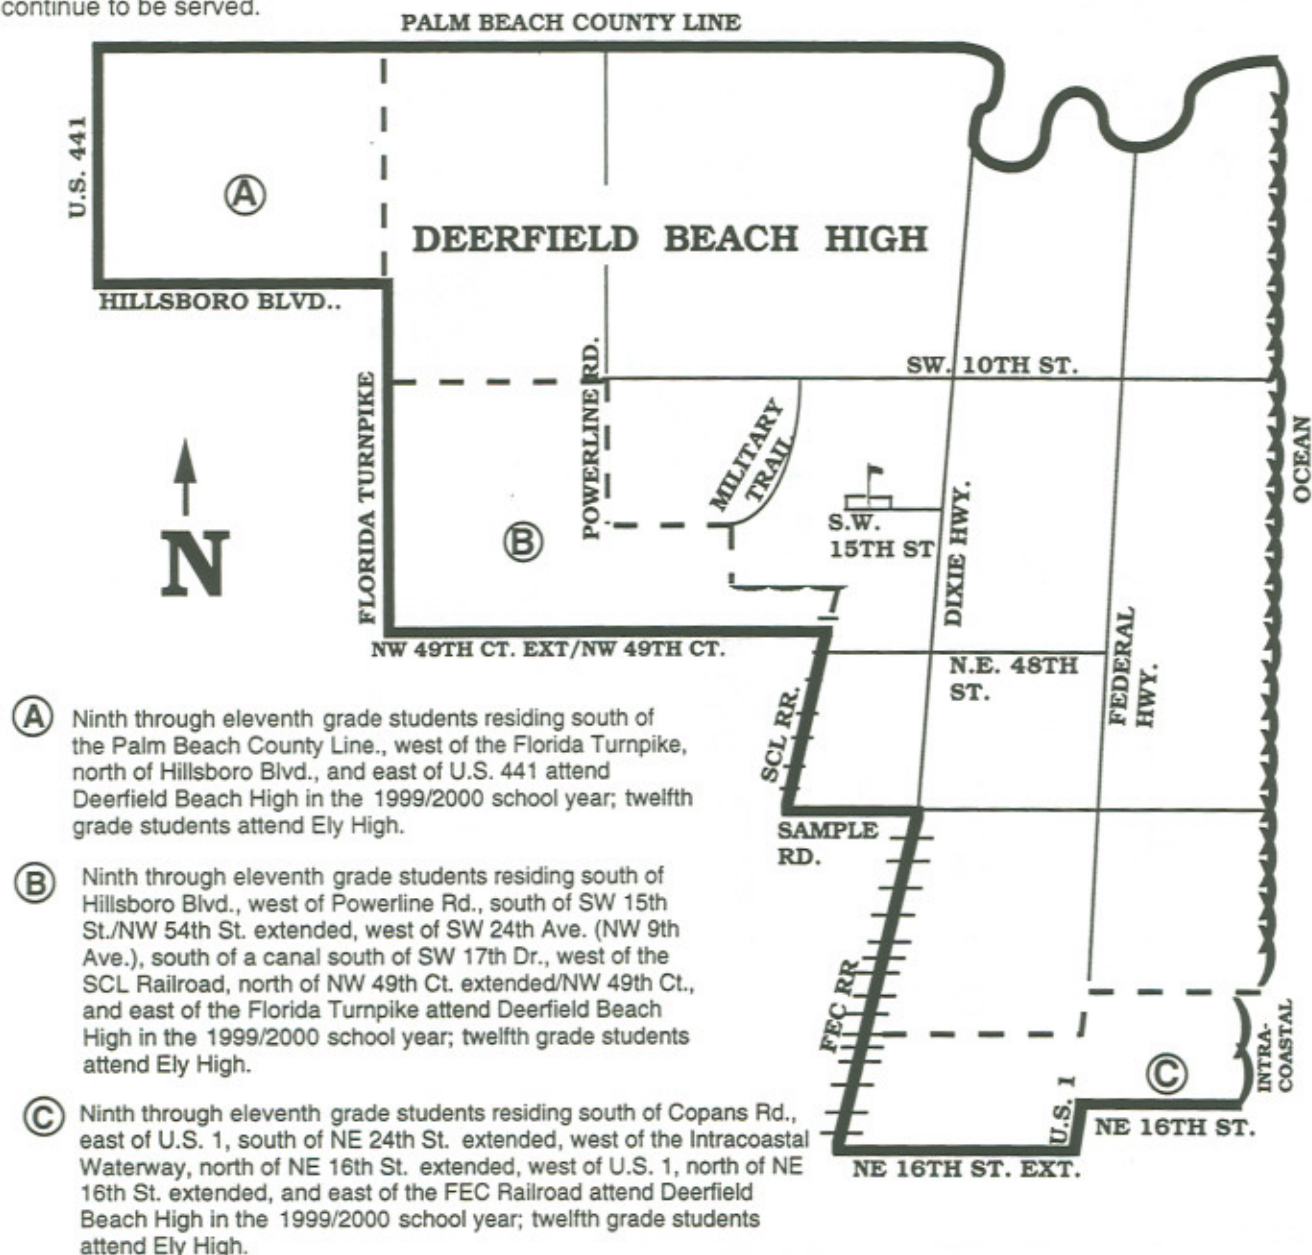 continue to be served.
PALM BEACH COUNTY LINE
U.S. 441
A
DEERFIELD BEACH HIGH
HILLSBORO BLVD..
SW. 10TH ST.
FLORIDA TURNPIKE
POWERLINE RD.
MILITARY
TRAIL
OCEAN
N
B
S.W.
15TH ST
DIXIE HWY.
NW 49TH CT. EXT/NW 49TH CT.
N.E. 48TH
ST.
FEDERAL
HWY.
SCL RR.
SAMPLE
RD.
FEC RR
INTRA-
COASTAL
C
U.S. 1
NE 16TH ST.
NE 16TH ST. EXT.
A Ninth through eleventh grade students residing south of
the Palm Beach County Line., west of the Florida Turnpike,
north of Hillsboro Blvd., and east of U.S. 441 attend
Deerfield Beach High in the 1999/2000 school year; twelfth
grade students attend Ely High.
B Ninth through eleventh grade students residing south of
Hillsboro Blvd., west of Powerline Rd., south of SW 15th
St./NW 54th St. extended, west of SW 24th Ave. (NW 9th
Ave.), south of a canal south of SW 17th Dr., west of the
SCL Railroad, north of NW 49th Ct. extended/NW 49th Ct.,
and east of the Florida Turnpike attend Deerfield Beach
High in the 1999/2000 school year; twelfth grade students
attend Ely High.
C Ninth through eleventh grade students residing south of Copans Rd.,
east of U.S. 1, south of NE 24th St. extended, west of the Intracoastal
Waterway, north of NE 16th St. extended, west of U.S. 1, north of NE
16th St. extended, and east of the FEC Railroad attend Deerfield
Beach High in the 1999/2000 school year; twelfth grade students
attend Ely High.